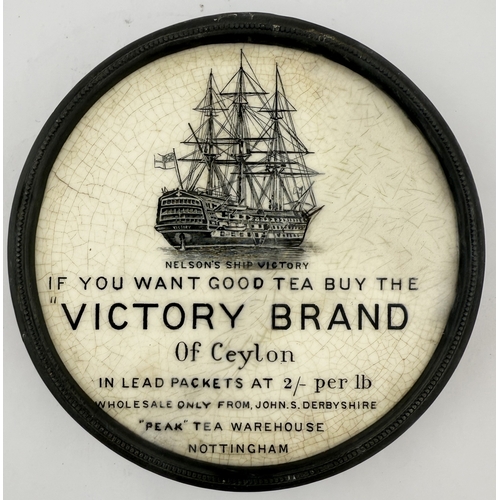 NELSON'S SHIP VICTORY
IF YOU WANT GOOD TEA BUY THE
"VICTORY BRAND
Of Ceylon
IN LEAD PACKETS AT 2/- per lb
WHOLESALE ONLY FROM, JOHN.S. DERBYSHIRE
"PEAK" TEA WAREHOUSE
NOTTINGHAM